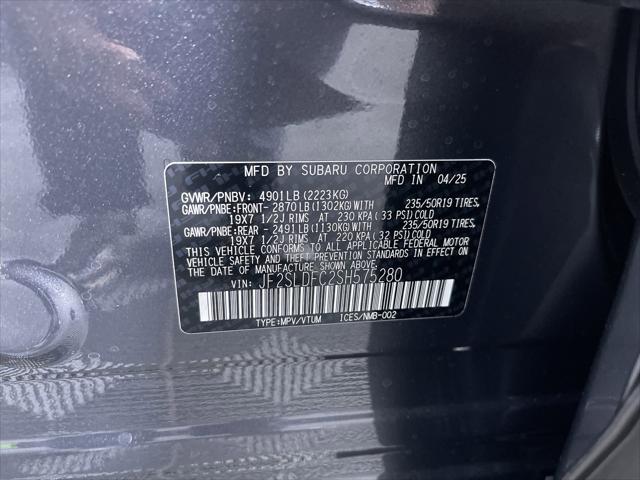 MFD BY SUBARU CORPORATION
MFD IN 04/25
GVWR/PNBV: 4901LB (2223KG)
GAWR/PNBE:FRONT- 2870LB (1302KG)WITH 235/50R19 TIRES,
19X7 1/2J RIMS AT 230 KPA( 33 PSI) COLD
GAWR/PNBE:REAR - 2491LB (1130KG)WITH 235/50R19 TIRES,
19X7 1/2J RIMS AT 220 KPA( 32 PSI) COLD
THIS VEHICLE CONFORMS TO ALL APPLICABLE FEDERAL MOTOR
VEHICLE SAFETY AND THEFT PREVENTION STANDARDS IN EFFECT ON
THE DATE OF MANUFACTURE SHOWN ABOVE.
VIN: JF2SLDFC2SH575280
TYPE:MPV/VTUM ICES/NMB-002